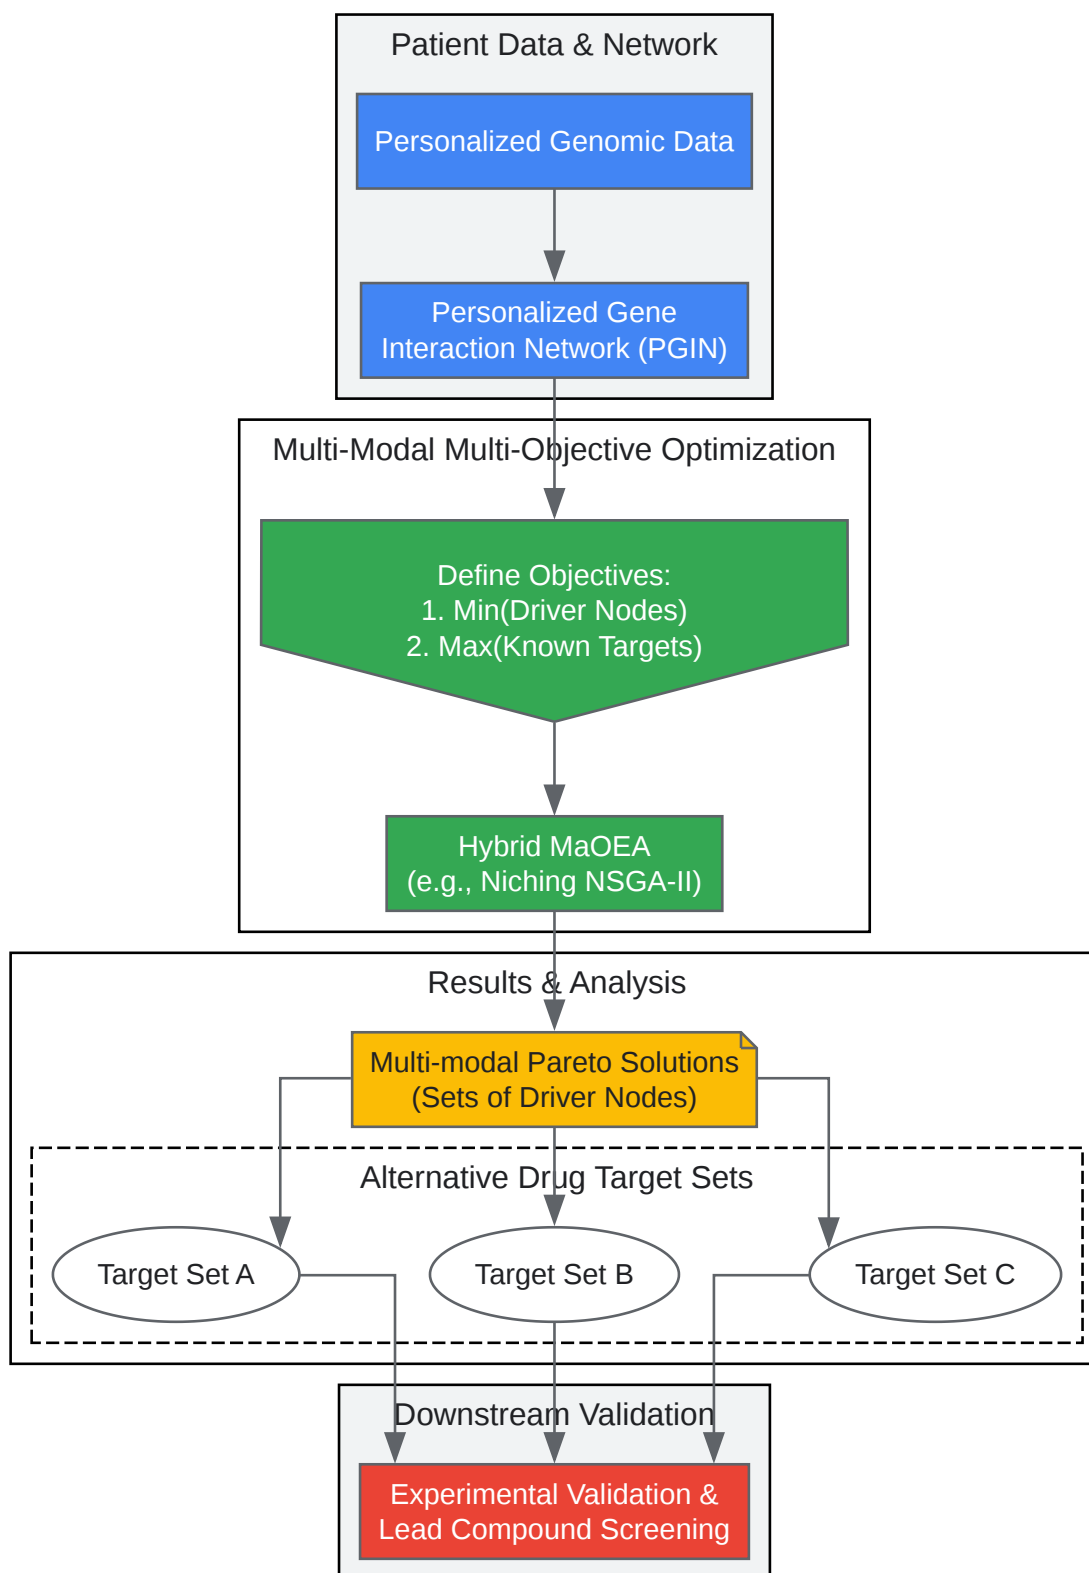 Patient Data & Network
Personalized Genomic Data
Personalized Gene
Interaction Network (PGIN)
Multi-Modal Multi-Objective Optimization
Define Objectives:
1. Min(Driver Nodes)
2. Max(Known Targets)
Hybrid MaOEA
(e.g., Niching NSGA-II)
Results & Analysis
Multi-modal Pareto Solutions
(Sets of Driver Nodes)
Alternative Drug Target Sets
Target Set A
Target Set B
Target Set C
Downstream Validation
Experimental Validation &
Lead Compound Screening